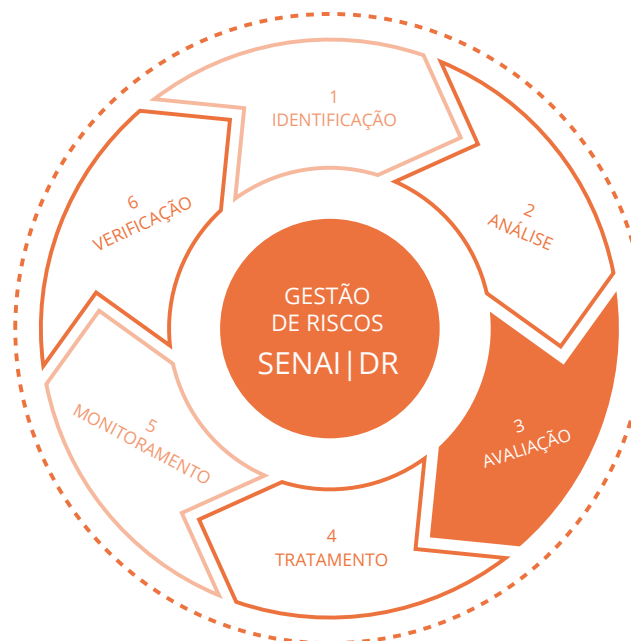 1
IDENTIFICAÇÃO
2
ANÁLISE
3
AVALIAÇÃO
4
TRATAMENTO
5
MONITORAMENTO
6
VERIFICAÇÃO
GESTÃO
DE RISCOS
SENAI|DR